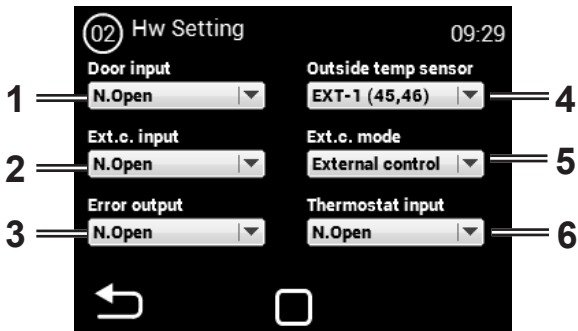 02 Hw Setting 09:29
Door input Outside temp sensor
1 N.Open EXT-1 (45,46) 4
Ext.c. input Ext.c. mode
2 N.Open External control 5
Error output Thermostat input
3 N.Open N.Open 6